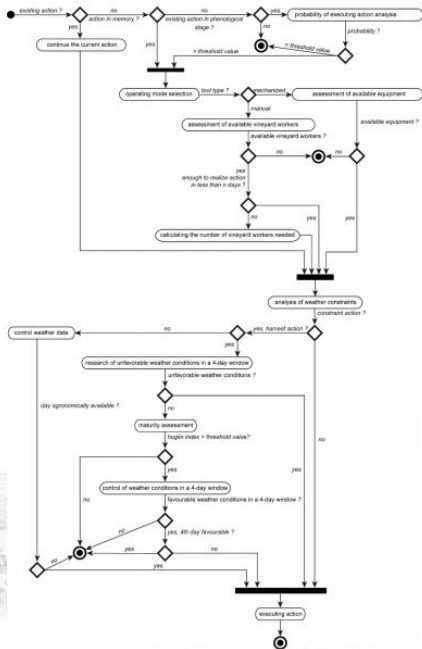 existing action ?
no
action in memory ?
no
existing action in phenological
stage ?
no
yes
probability of executing action analysis
yes
yes
no
probability ?
continue the current action
> threshold value
< threshold value
operating mode selection
tool type ?
mechanized
assessment of available equipment
manual
assessment of available vineyard workers
available vineyard workers ?
available equipment ?
no
no
yes
enough to realize action
in less than n days ?
no
yes
yes
calculating the number of vineyard workers needed
analysis of weather constraints
constraint action ?
control weather data
no
yes, harvest action ?
yes
research of unfavorable weather conditions in a 4-day window
unfavorable weather conditions ?
day agronomically available ?
no
maturity assessment
huglin index > threshold value?
no
yes
yes
no
control of weather conditions in a 4-day window
favourable weather conditions in a 4-day window ?
no
yes, 4th day favourable ?
yes
no
no
yes
executing action